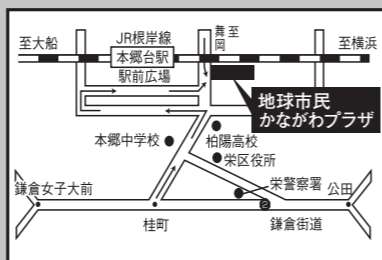 至大船
JR根岸線
本郷台駅
駅前広場
至舞岡
至横浜
地球市民
かながわプラザ
本郷中学校
柏陽高校
栄区役所
鎌倉女子大前
栄警察署
公田
桂町
2
鎌倉街道